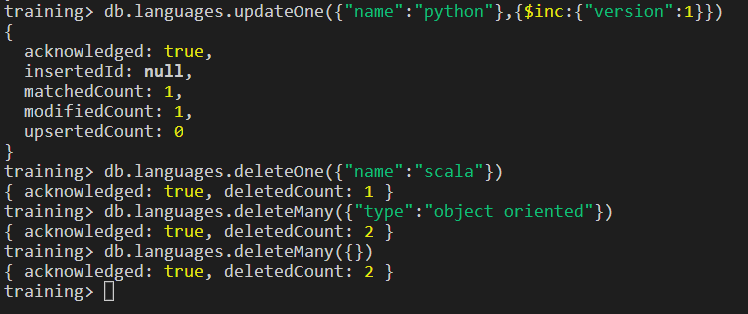 training> db.languages.updateOne({"name":"python"},{$inc:{"version":1}})
{
  acknowledged: true,
  insertedId: null,
  matchedCount: 1,
  modifiedCount: 1,
  upsertedCount: 0
}
training> db.languages.deleteOne({"name":"scala"})
{ acknowledged: true, deletedCount: 1 }
training> db.languages.deleteMany({"type":"object oriented"})
{ acknowledged: true, deletedCount: 2 }
training> db.languages.deleteMany({})
{ acknowledged: true, deletedCount: 2 }
training>